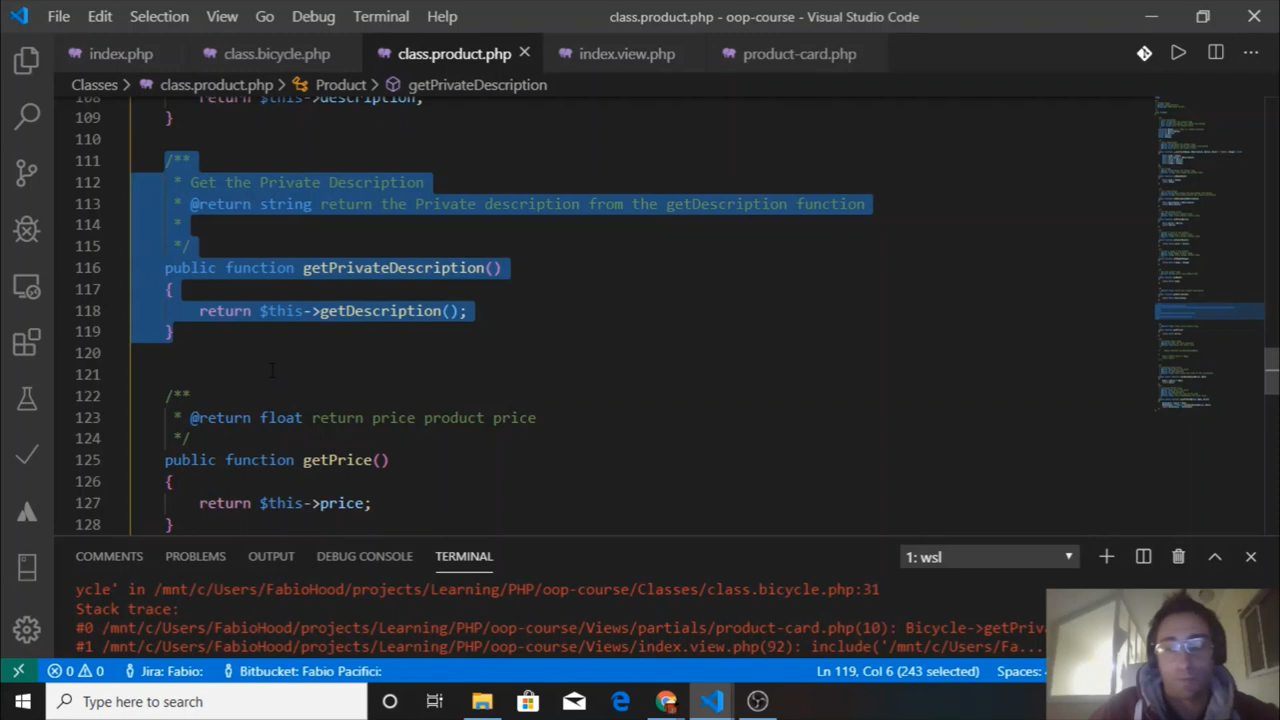 File Edit Selection View Go Debug Terminal Help class.product.php - oop-course - Visual Studio Code
index.php class.bicycle.php class.product.php index.view.php product-card.php
Classes > class.product.php > Product > getPrivateDescription
108 return $this->description;
109 }
110
111 /**
112 * Get the Private Description
113 * @return string return the Private description from the getDescription function
114 *
115 */
116 public function getPrivateDescription()
117 {
118 return $this->getDescription();
119 }
120
121
122 /**
123 * @return float return price product price
124 */
125 public function getPrice()
126 {
127 return $this->price;
128 }
COMMENTS PROBLEMS OUTPUT DEBUG CONSOLE TERMINAL 1: wsl
ycle' in /mnt/c/Users/FabioHood/projects/Learning/PHP/oop-course/Classes/class.bicycle.php:31
Stack trace:
#0 /mnt/c/Users/FabioHood/projects/Learning/PHP/oop-course/Views/partials/product-card.php(10): Bicycle->getPriv
#1 /mnt/c/Users/FabioHood/projects/Learning/PHP/oop-course/Views/index.view.php(92): include('/mnt/c/Users/Fa...
0 0 Jira: Fabio: Bitbucket: Fabio Pacifici: Ln 119, Col 6 (243 selected) Spaces:
Type here to search